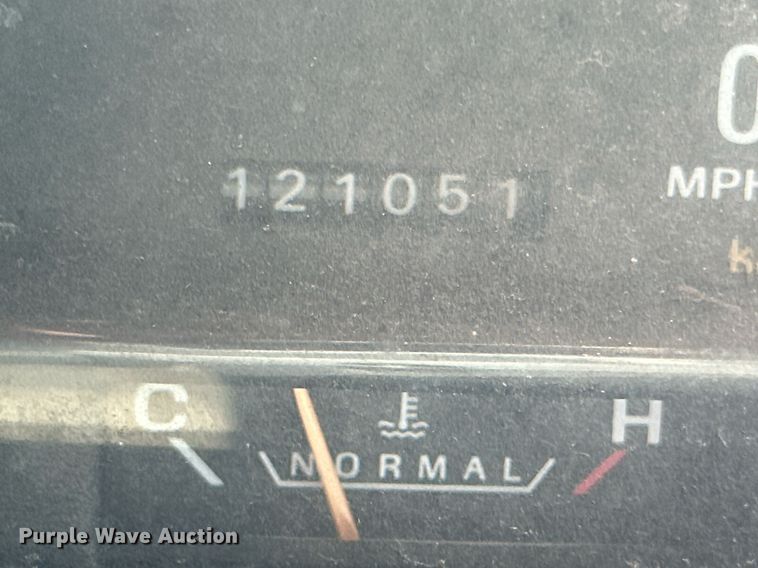 0
121051
MPH
C
H
NORMAL
Purple Wave Auction